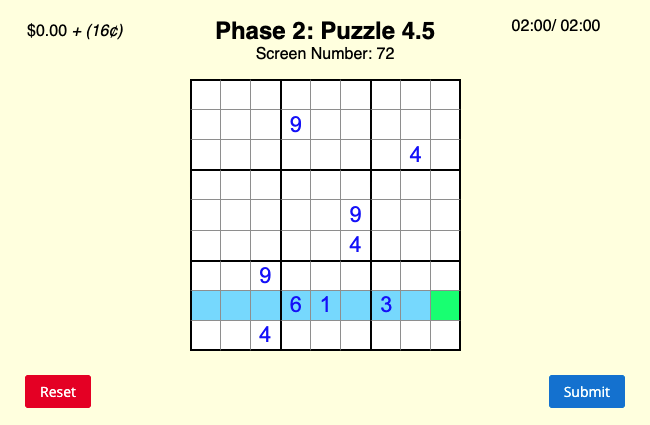 $0.00 + (16¢)
Phase 2: Puzzle 4.5
02:00/ 02:00
Screen Number: 72
9
4
9
4
9
6 1 3
4
Reset
Submit